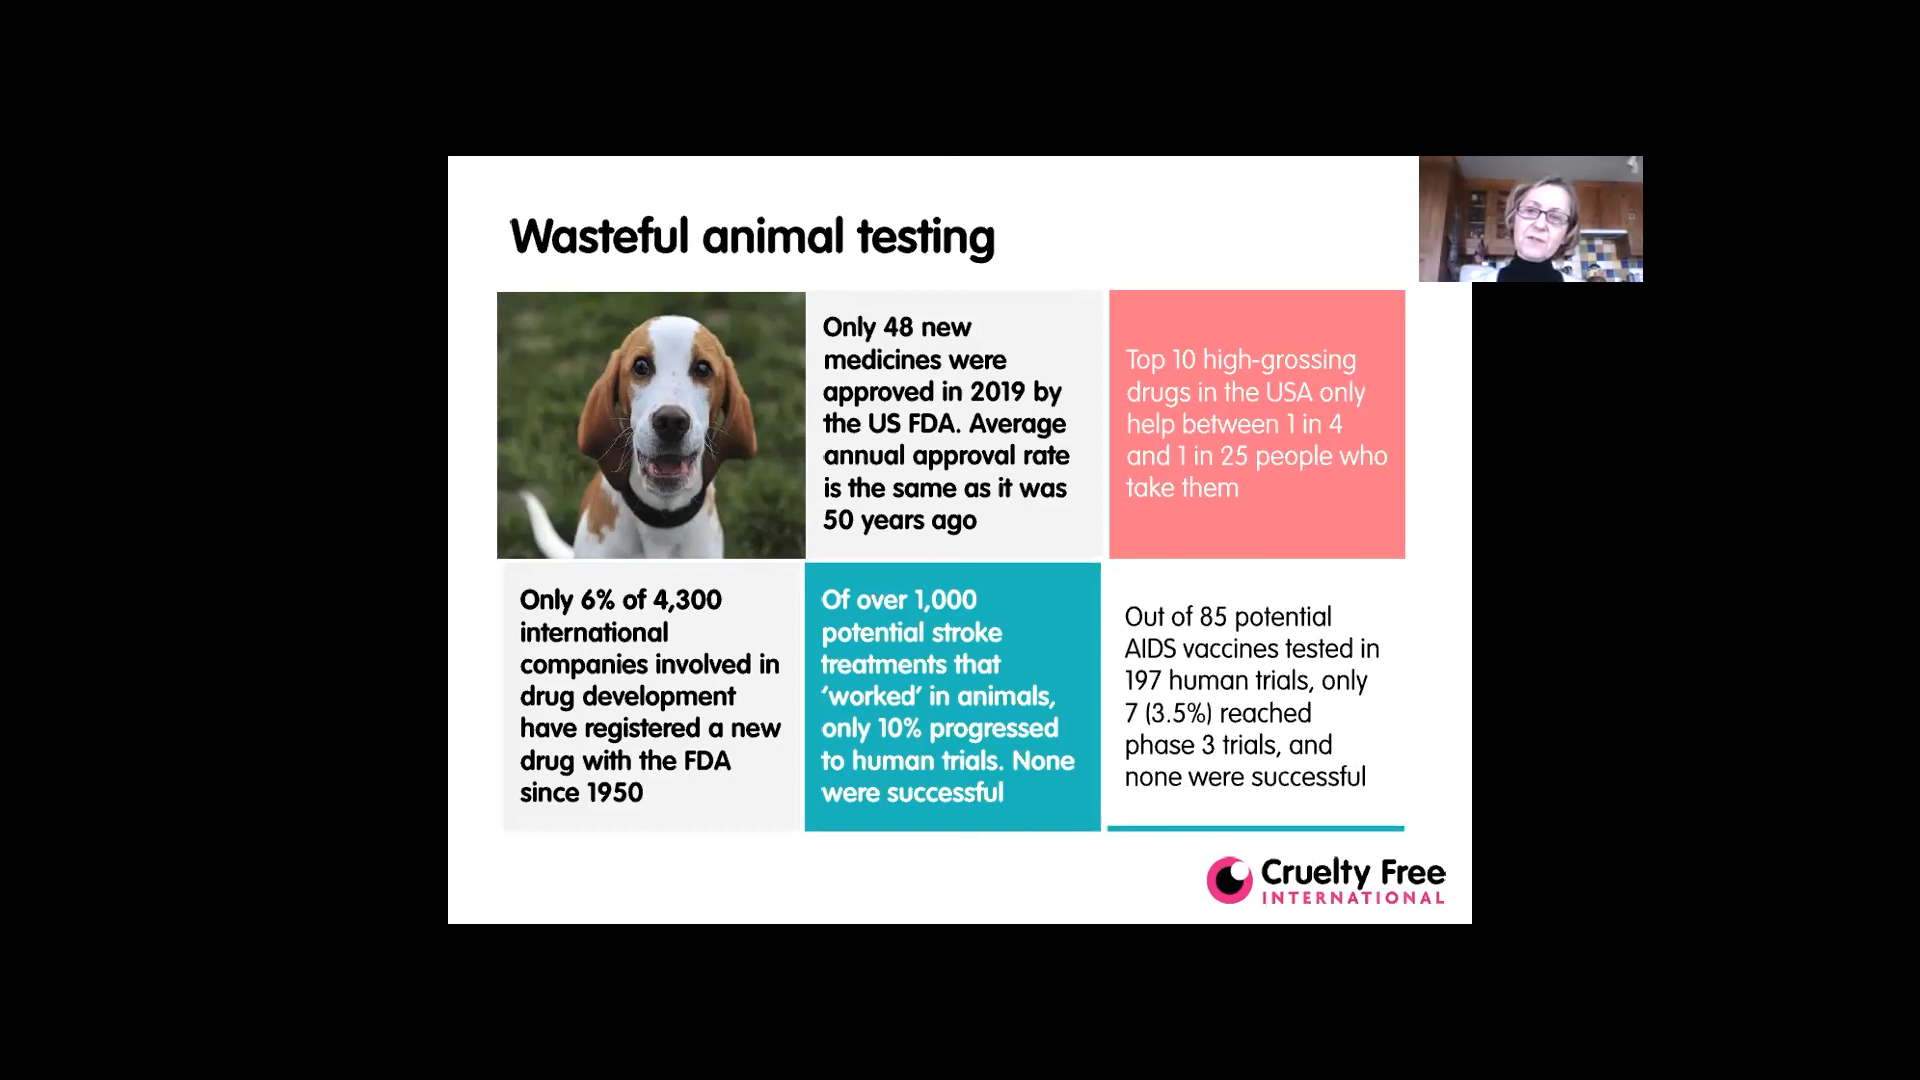 Wasteful animal testing
Only 48 new
medicines were
approved in 2019 by
the US FDA. Average
annual approval rate
is the same as it was
50 years ago
Top 10 high-grossing
drugs in the USA only
help between 1 in 4
and 1 in 25 people who
take them
Only 6% of 4,300
international
companies involved in
drug development
have registered a new
drug with the FDA
since 1950
Of over 1,000
potential stroke
treatments that
‘worked’ in animals,
only 10% progressed
to human trials. None
were successful
Out of 85 potential
AIDS vaccines tested in
197 human trials, only
7 (3.5%) reached
phase 3 trials, and
none were successful
Cruelty Free
INTERNATIONAL